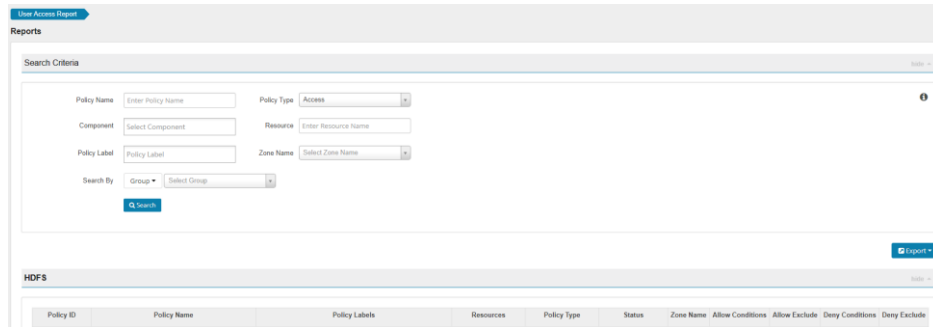 User Access Report
Reports
Search Criteria hide
Policy Name Enter Policy Name Policy Type Access
Component Select Component Resource Enter Resource Name
Policy Label Policy Label Zone Name Select Zone Name
Search By Group Select Group
Search
Export
HDFS hide
Policy ID Policy Name Policy Labels Resources Policy Type Status Zone Name Allow Conditions Allow Exclude Deny Conditions Deny Exclude